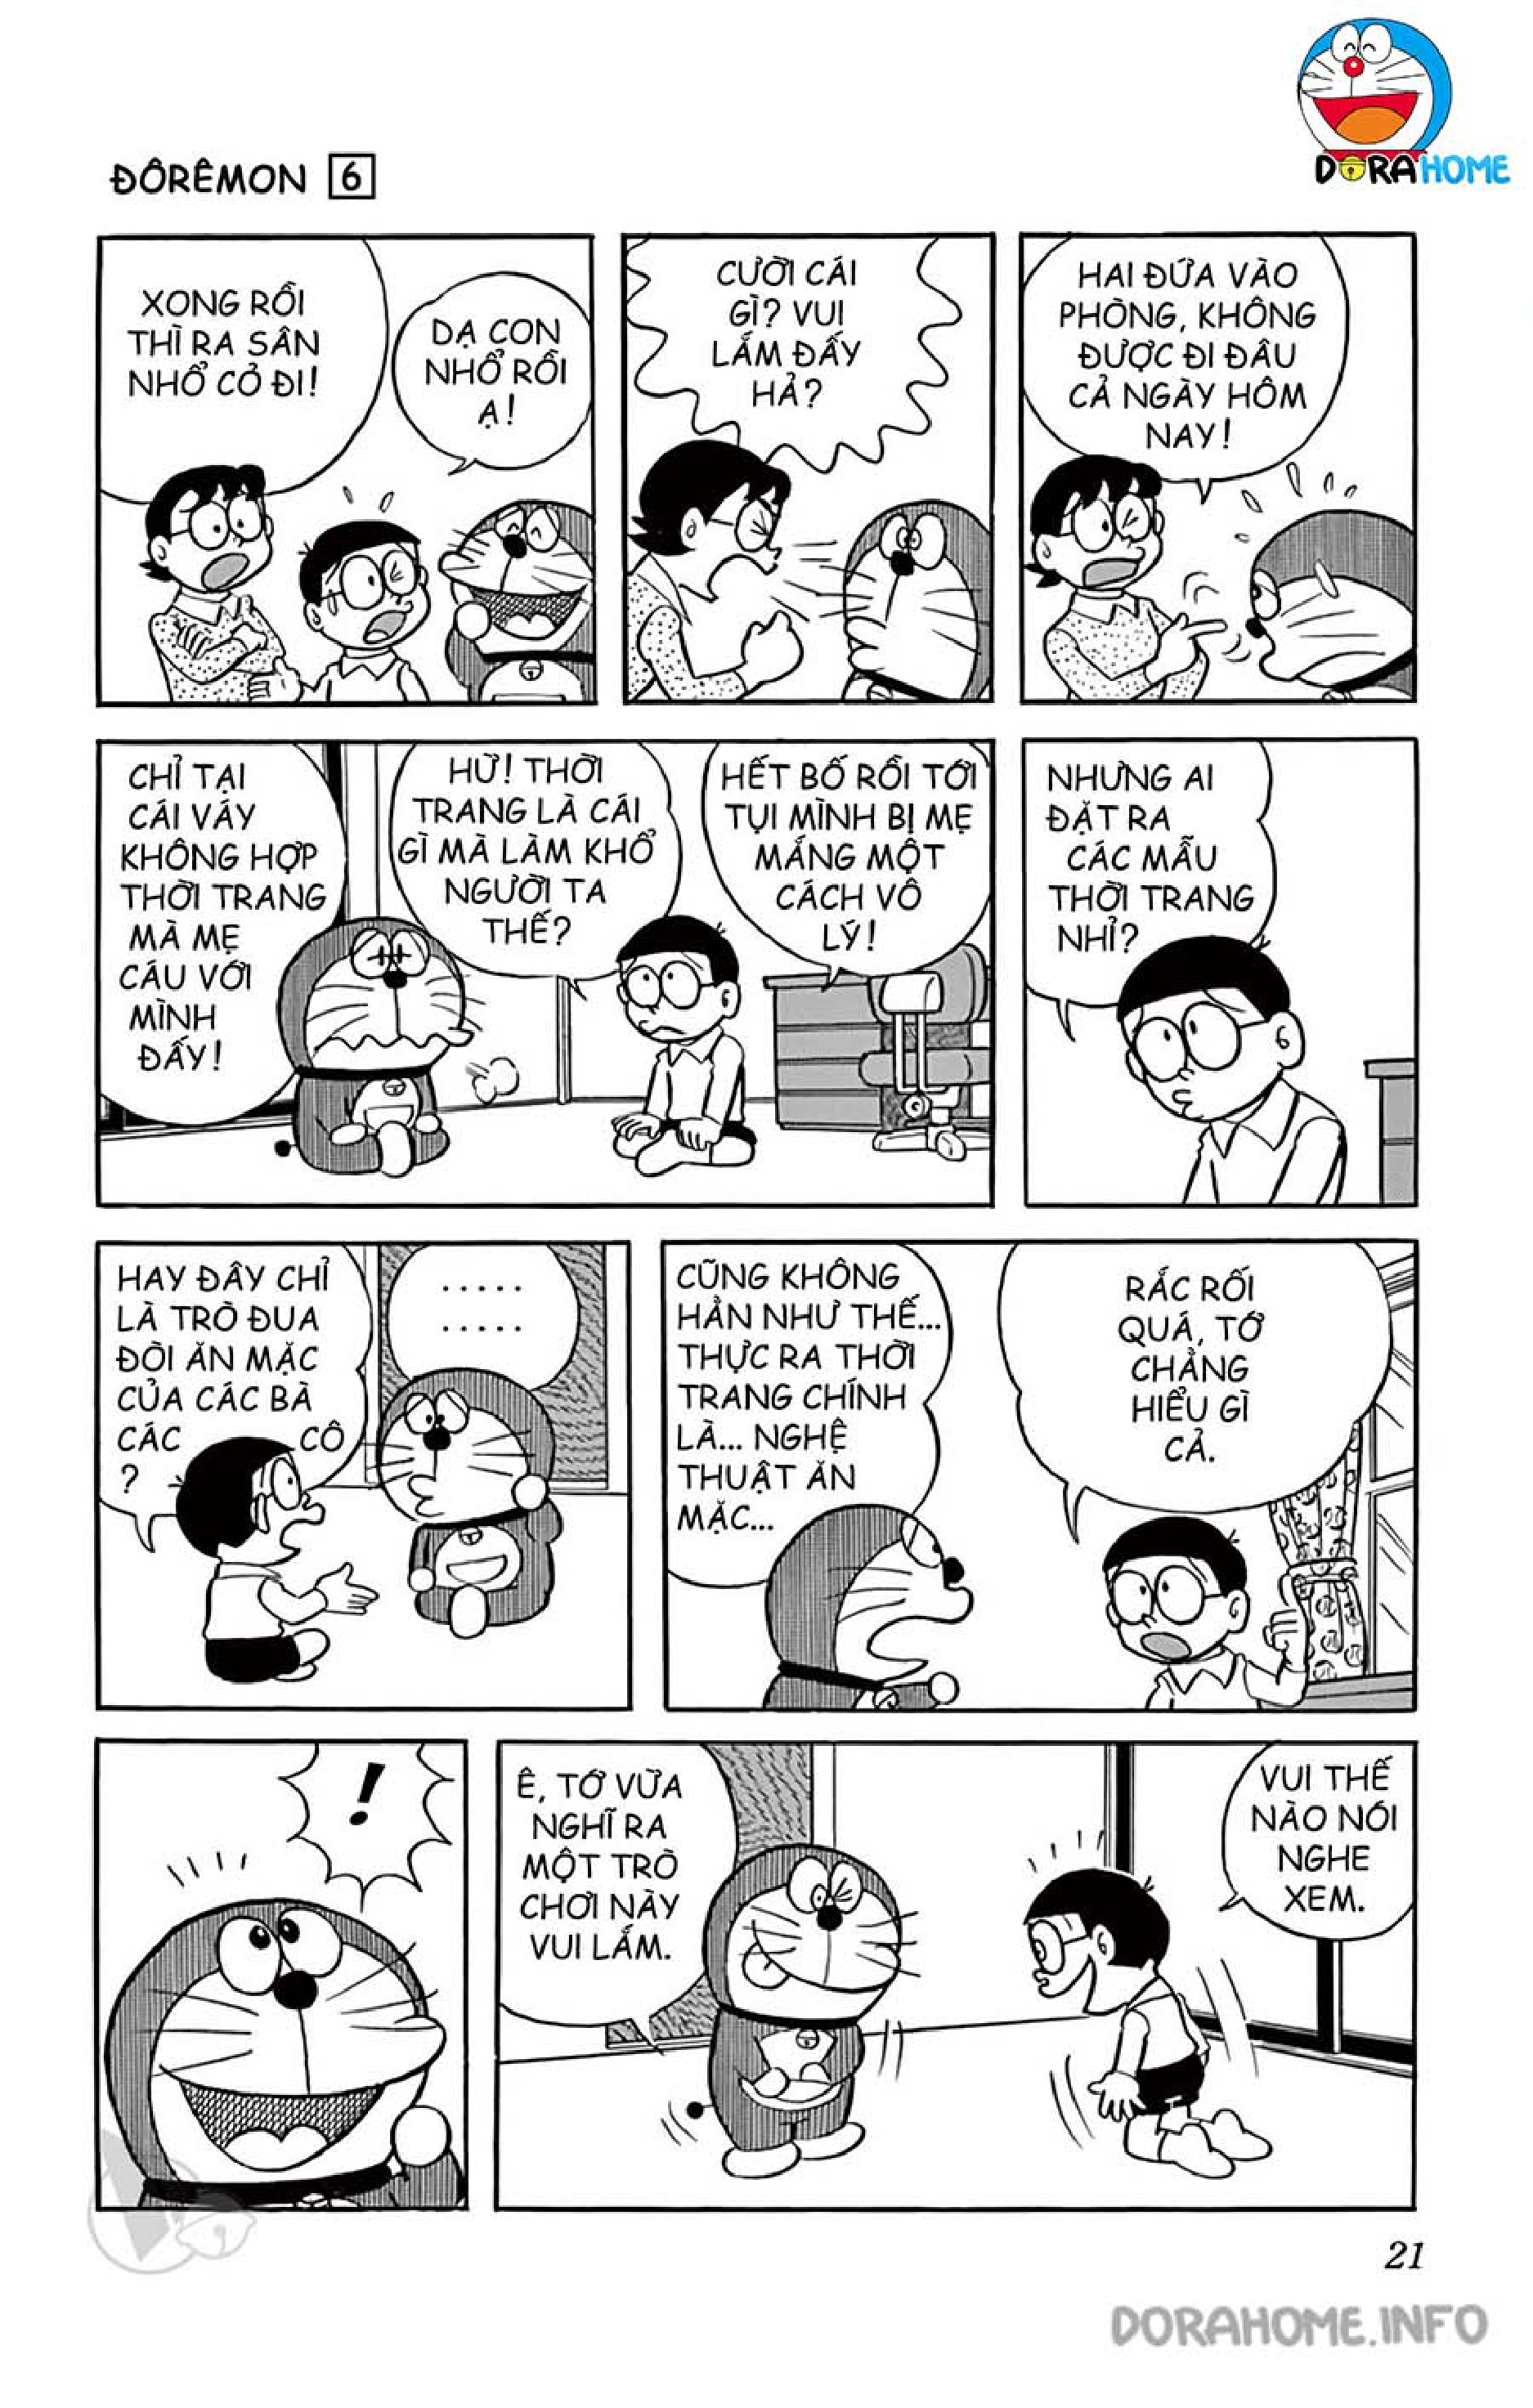 DORAHOME
ĐÔRÊMON 6
XONG RỒI
THÌ RA SÂN
NHỔ CỎ ĐI!
DẠ CON
NHỔ RỒI
Ạ!
CƯỜI CÁI
GÌ? VUI
LẮM ĐẤY
HẢ?
HAI ĐỨA VÀO
PHÒNG, KHÔNG
ĐƯỢC ĐI ĐÂU
CẢ NGÀY HÔM
NAY!
CHỈ TẠI
CÁI VÁY
KHÔNG HỢP
THỜI TRANG
MÀ MẸ
CÁU VỚI
MÌNH
ĐẤY!
HỪ! THỜI
TRANG LÀ CÁI
GÌ MÀ LÀM KHỔ
NGƯỜI TA
THẾ?
HẾT BỐ RỒI TỚI
TỤI MÌNH BỊ MẸ
MẮNG MỘT
CÁCH VÔ
LÝ!
NHƯNG AI
ĐẶT RA
CÁC MẪU
THỜI TRANG
NHỈ?
HAY ĐÂY CHỈ
LÀ TRÒ ĐUA
ĐÒI ĂN MẶC
CỦA CÁC BÀ
CÁC CÔ
?
.....
.....
CŨNG KHÔNG
HẲN NHƯ THẾ...
THỰC RA THỜI
TRANG CHÍNH
LÀ... NGHỆ
THUẬT ĂN
MẶC...
RẮC RỐI
QUÁ, TỚ
CHẲNG
HIỂU GÌ
CẢ.
!
Ê, TỚ VỪA
NGHĨ RA
MỘT TRÒ
CHƠI NÀY
VUI LẮM.
VUI THẾ
NÀO NÓI
NGHE
XEM.
21
DORAHOME.INFO